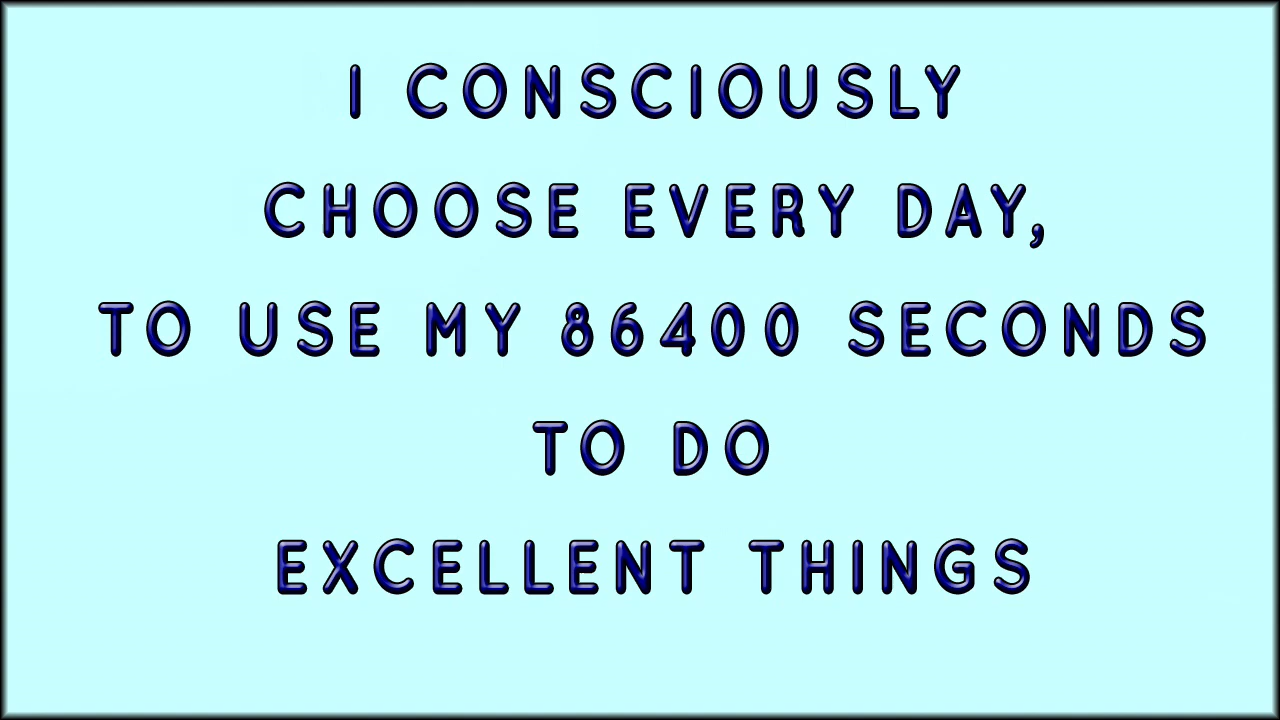 I CONSCIOUSLY
CHOOSE EVERY DAY,
TO USE MY 86400 SECONDS
TO DO
EXCELLENT THINGS